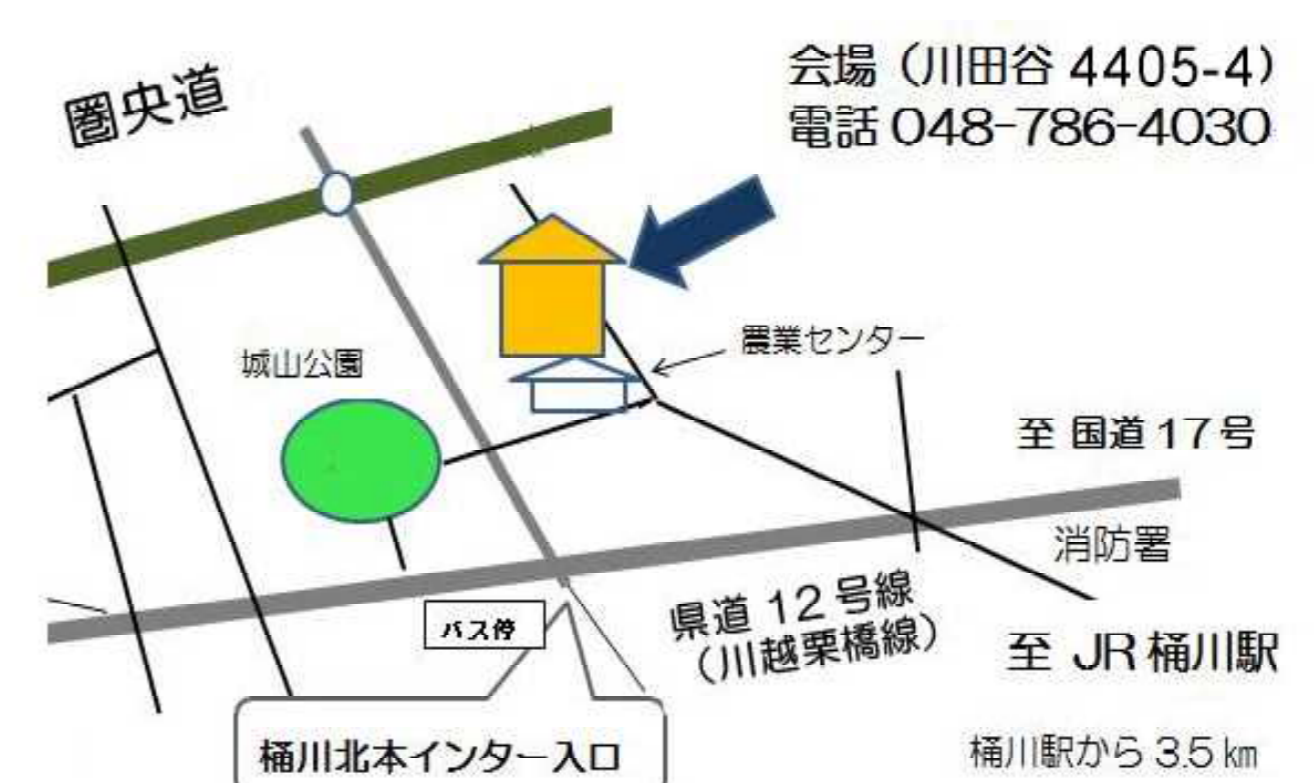 会場（川田谷 4405-4）
電話 048-786-4030
圏央道
農業センター
城山公園
至 国道 17 号
消防署
県道 12 号線
（川越栗橋線）
バス停
至 JR 桶川駅
桶川北本インター入口
桶川駅から 3.5 km